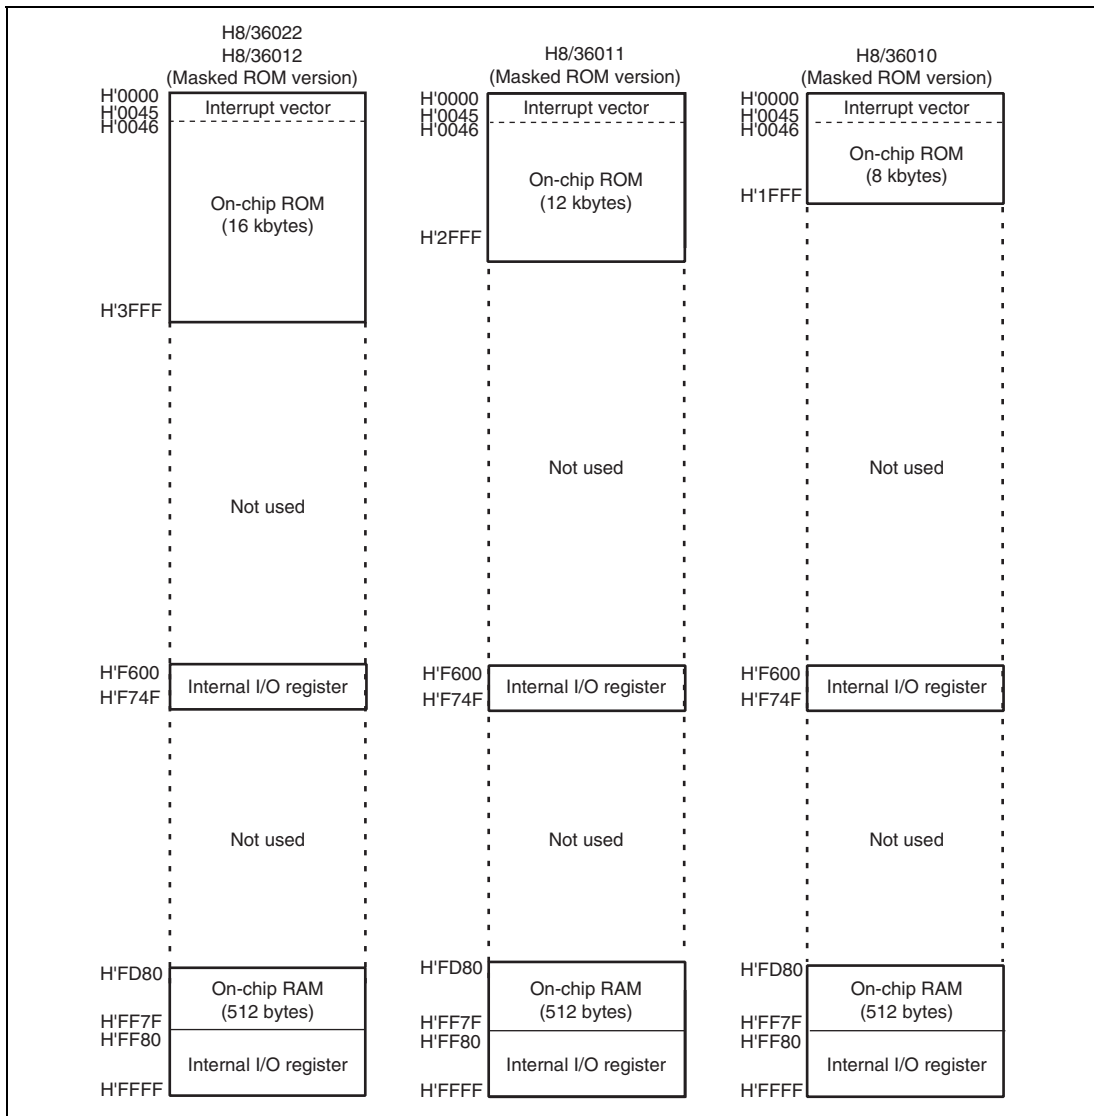 H8/36022
H8/36012
(Masked ROM version)
H'0000
H'0045
H'0046
Interrupt vector
On-chip ROM
(16 kbytes)
H'3FFF
Not used
H'F600
Internal I/O register
H'F74F
Not used
H'FD80
On-chip RAM
(512 bytes)
H'FF7F
H'FF80
Internal I/O register
H'FFFF
H8/36011
(Masked ROM version)
H'0000
H'0045
H'0046
Interrupt vector
On-chip ROM
(12 kbytes)
H'2FFF
Not used
H'F600
Internal I/O register
H'F74F
Not used
H'FD80
On-chip RAM
(512 bytes)
H'FF7F
H'FF80
Internal I/O register
H'FFFF
H8/36010
(Masked ROM version)
H'0000
H'0045
H'0046
Interrupt vector
On-chip ROM
(8 kbytes)
H'1FFF
Not used
H'F600
Internal I/O register
H'F74F
Not used
H'FD80
On-chip RAM
(512 bytes)
H'FF7F
H'FF80
Internal I/O register
H'FFFF